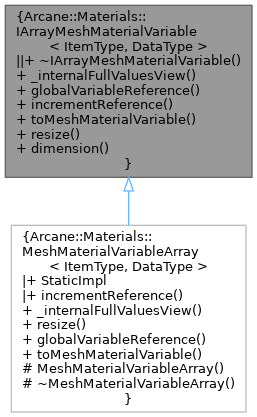 {Arcane::Materials::
IArrayMeshMaterialVariable
< ItemType, DataType >
||+ ~IArrayMeshMaterialVariable()
+ _internalFullValuesView()
+ globalVariableReference()
+ incrementReference()
+ toMeshMaterialVariable()
+ resize()
+ dimension()
}
{Arcane::Materials::
MeshMaterialVariableArray
< ItemType, DataType >
|+ StaticImpl
|+ incrementReference()
+ _internalFullValuesView()
+ resize()
+ globalVariableReference()
+ toMeshMaterialVariable()
# MeshMaterialVariableArray()
# ~MeshMaterialVariableArray()
}